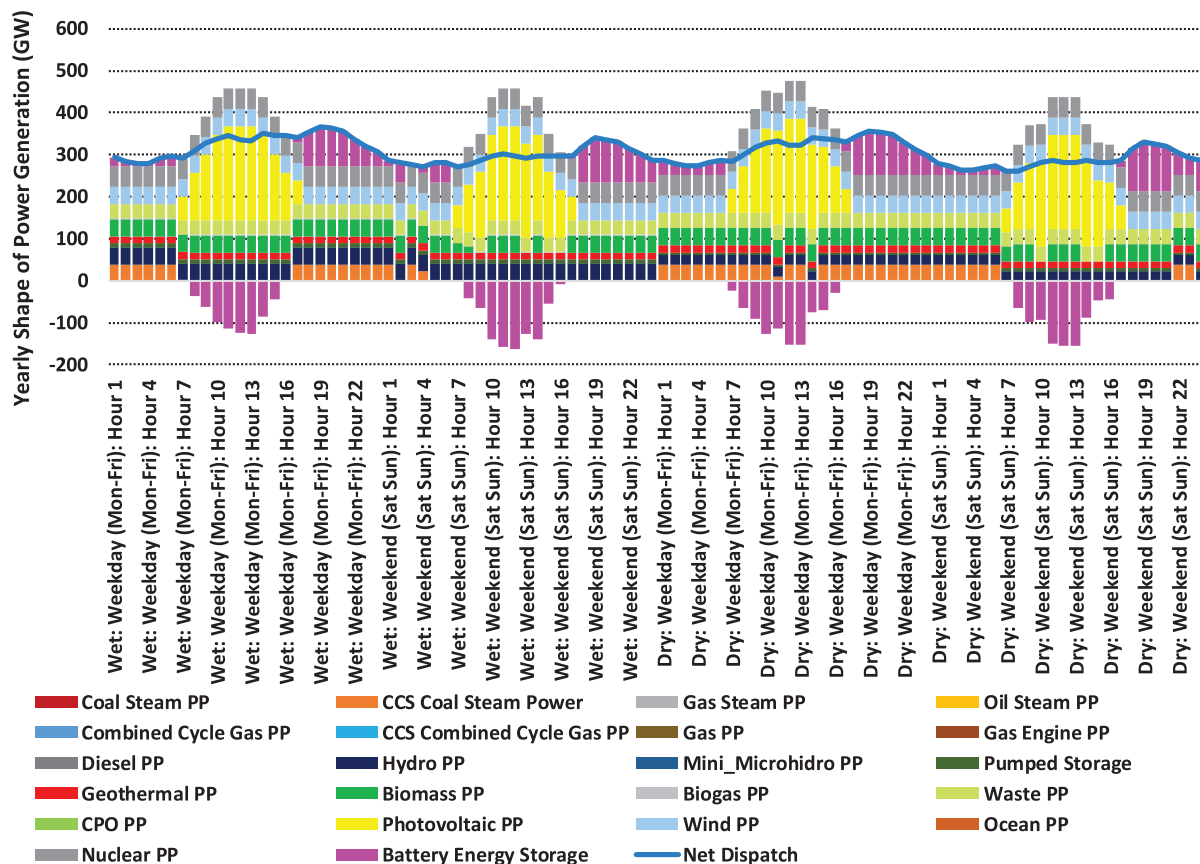 Yearly Shape of Power Generation (GW)
600
500
400
300
200
100
0
-100
-200
Wet: Weekday (Mon-Fri): Hour 1
Wet: Weekday (Mon-Fri): Hour 4
Wet: Weekday (Mon-Fri): Hour 7
Wet: Weekday (Mon-Fri): Hour 10
Wet: Weekday (Mon-Fri): Hour 13
Wet: Weekday (Mon-Fri): Hour 16
Wet: Weekday (Mon-Fri): Hour 19
Wet: Weekday (Mon-Fri): Hour 22
Wet: Weekend (Sat Sun): Hour 1
Wet: Weekend (Sat Sun): Hour 4
Wet: Weekend (Sat Sun): Hour 7
Wet: Weekend (Sat Sun): Hour 10
Wet: Weekend (Sat Sun): Hour 13
Wet: Weekend (Sat Sun): Hour 16
Wet: Weekend (Sat Sun): Hour 19
Wet: Weekend (Sat Sun): Hour 22
Dry: Weekday (Mon-Fri): Hour 1
Dry: Weekday (Mon-Fri): Hour 4
Dry: Weekday (Mon-Fri): Hour 7
Dry: Weekday (Mon-Fri): Hour 10
Dry: Weekday (Mon-Fri): Hour 13
Dry: Weekday (Mon-Fri): Hour 16
Dry: Weekday (Mon-Fri): Hour 19
Dry: Weekday (Mon-Fri): Hour 22
Dry: Weekend (Sat Sun): Hour 1
Dry: Weekend (Sat Sun): Hour 4
Dry: Weekend (Sat Sun): Hour 7
Dry: Weekend (Sat Sun): Hour 10
Dry: Weekend (Sat Sun): Hour 13
Dry: Weekend (Sat Sun): Hour 16
Dry: Weekend (Sat Sun): Hour 19
Dry: Weekend (Sat Sun): Hour 22
Coal Steam PP CCS Coal Steam Power Gas Steam PP Oil Steam PP
Combined Cycle Gas PP CCS Combined Cycle Gas PP Gas PP Gas Engine PP
Diesel PP Hydro PP Mini_Microhidro PP Pumped Storage
Geothermal PP Biomass PP Biogas PP Waste PP
CPO PP Photovoltaic PP Wind PP Ocean PP
Nuclear PP Battery Energy Storage Net Dispatch